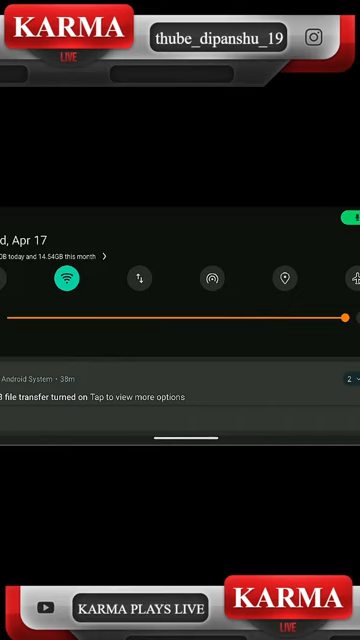 KARMA
LIVE
thube_dipanshu_19
d, Apr 17
0B today and 14.54GB this month
Android System • 38m
2
B file transfer turned on Tap to view more options
KARMA PLAYS LIVE
KARMA
LIVE